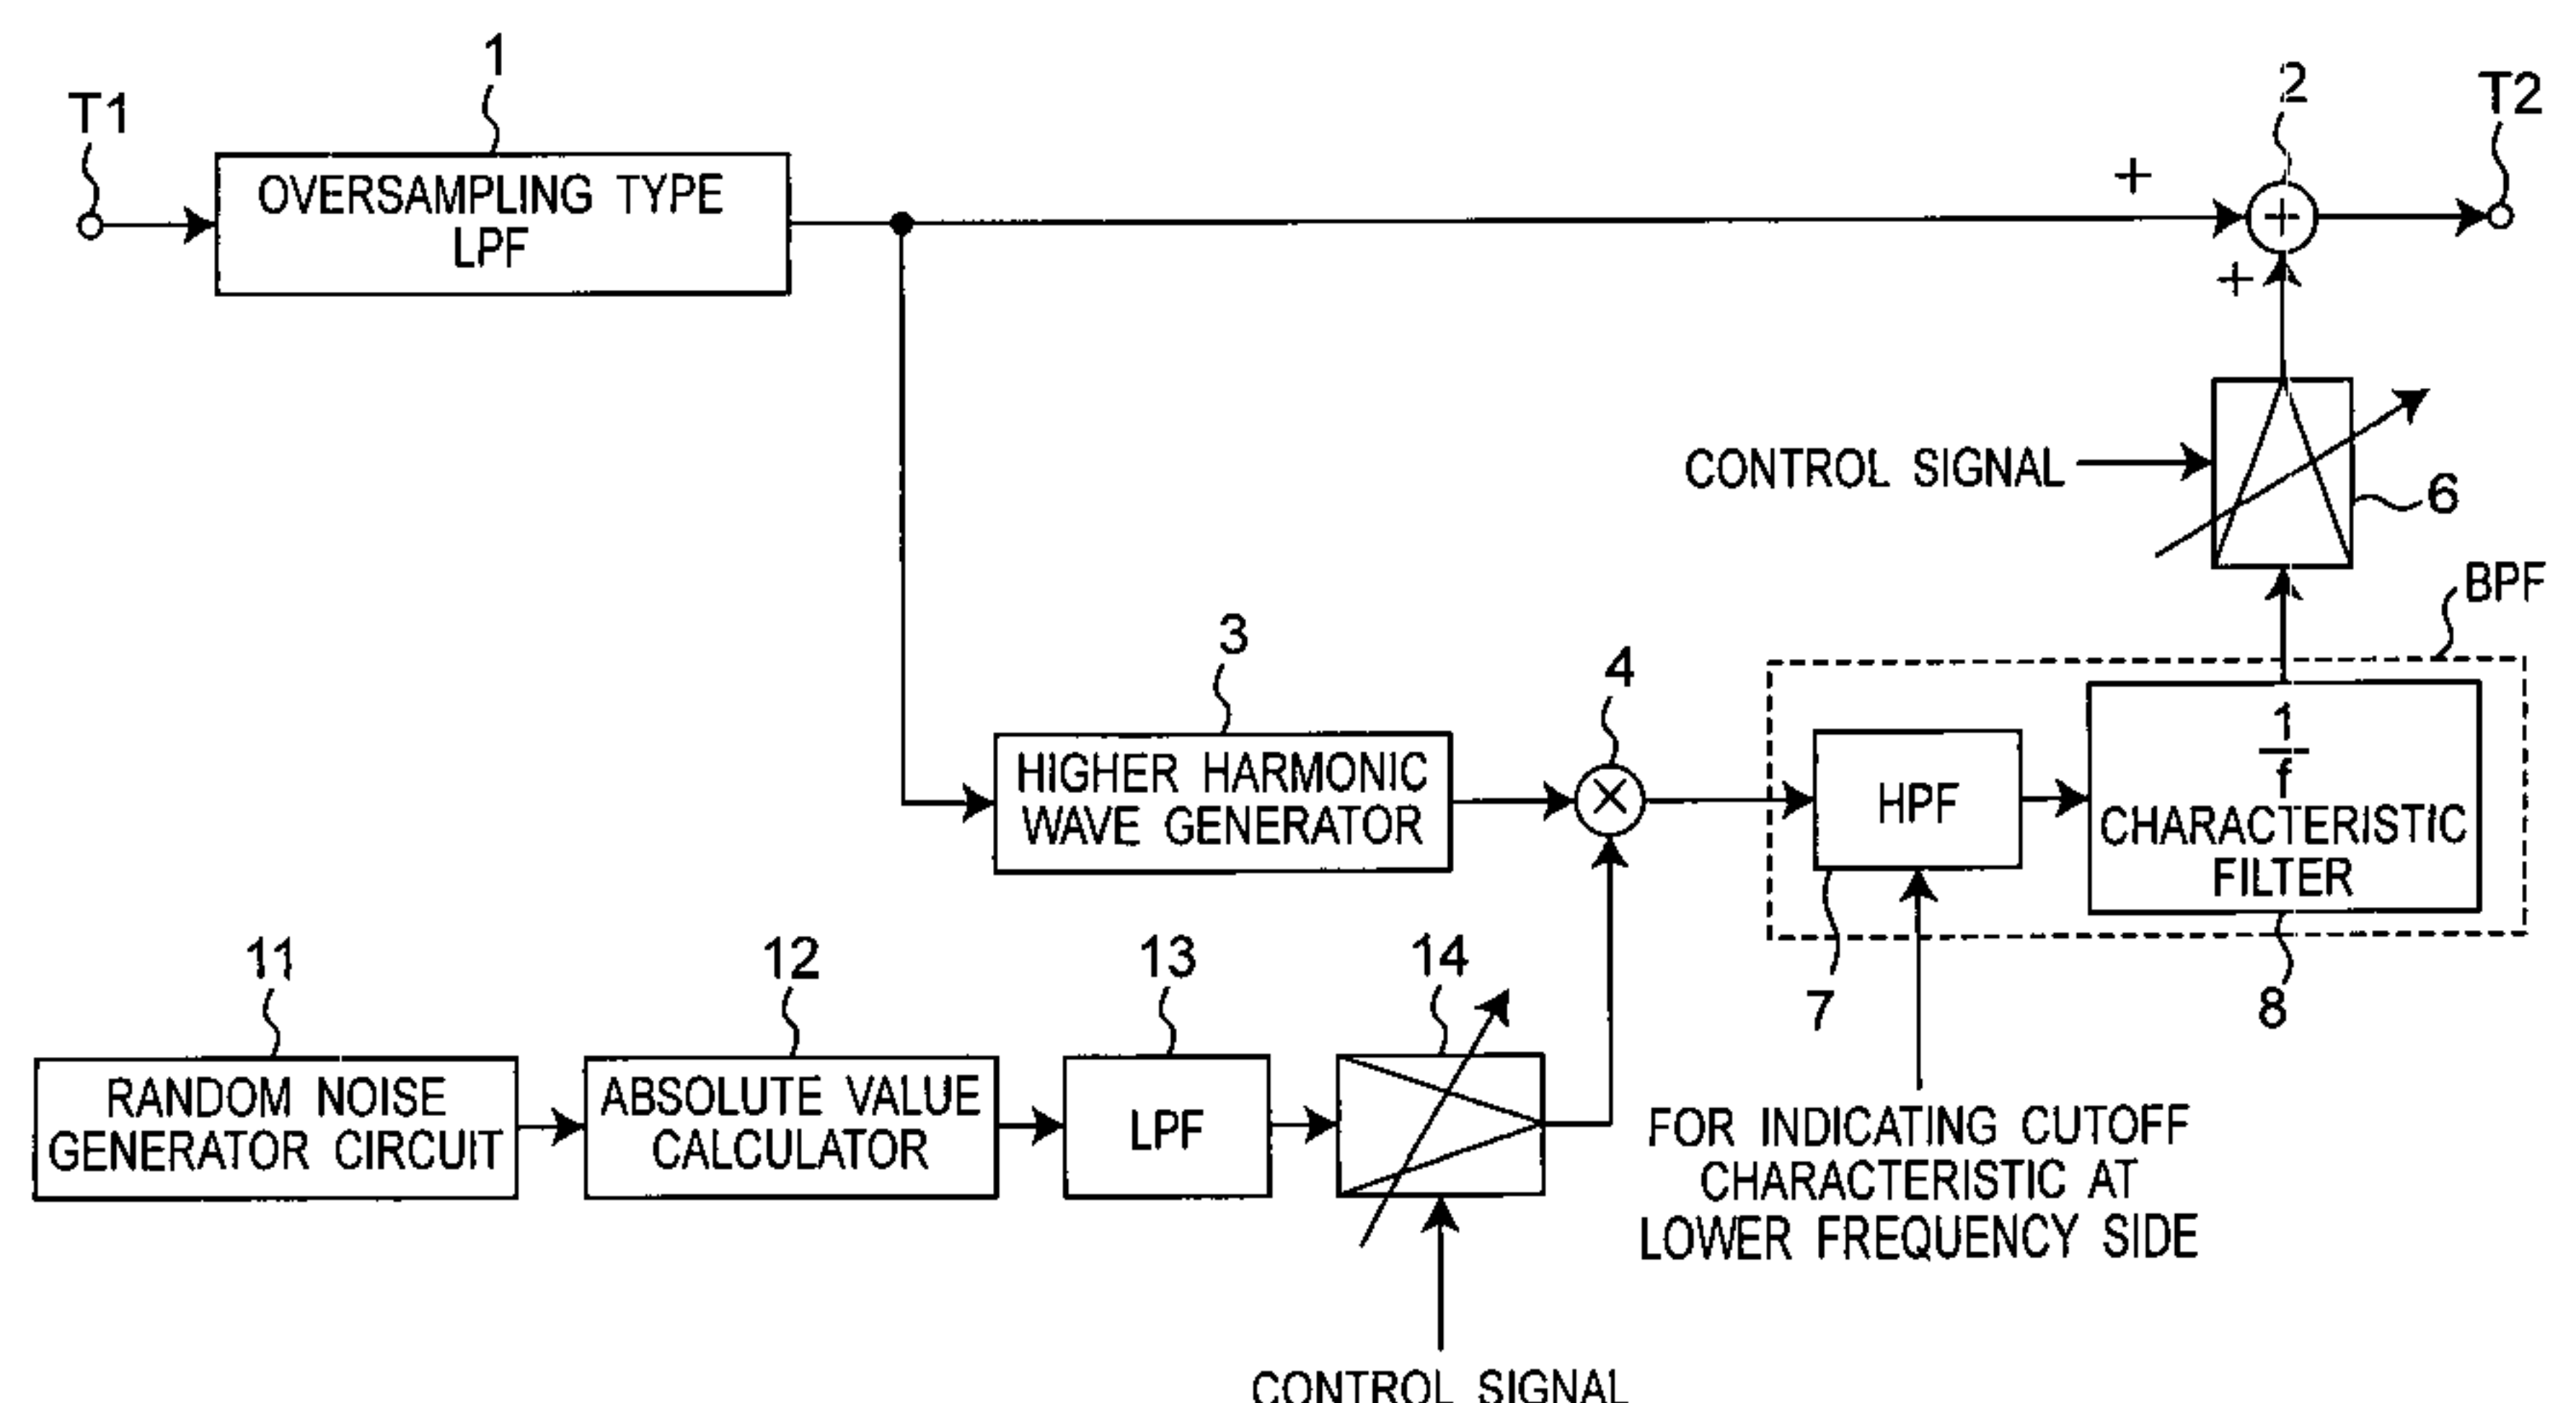 1
T1
OVERSAMPLING TYPE
LPF
2
T2
+
+
+
CONTROL SIGNAL
6
BPF
3
HIGHER HARMONIC
WAVE GENERATOR
4
×
HPF
1
f
CHARACTERISTIC
FILTER
7
8
11
RANDOM NOISE
GENERATOR CIRCUIT
12
ABSOLUTE VALUE
CALCULATOR
13
LPF
14
FOR INDICATING CUTOFF
CHARACTERISTIC AT
LOWER FREQUENCY SIDE
CONTROL SIGNAL